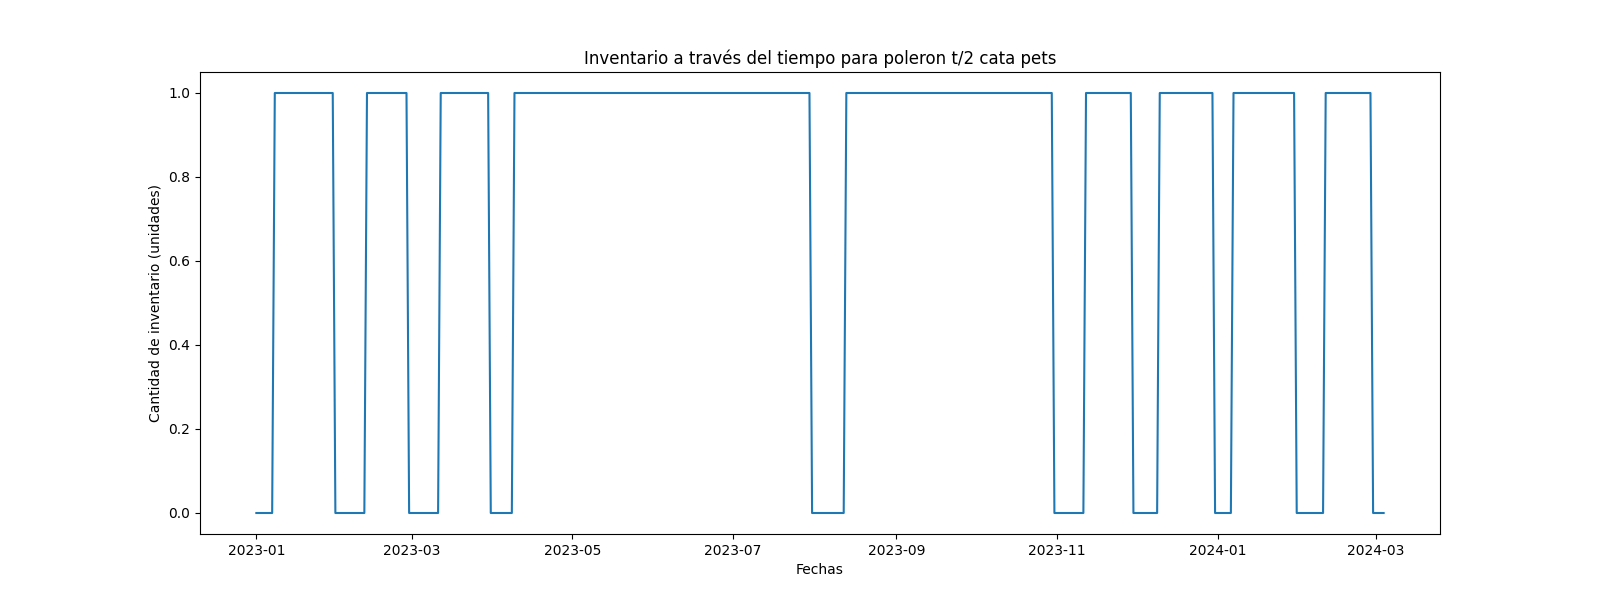 Inventario a través del tiempo para poleron t/2 cata pets
Cantidad de inventario (unidades)
1.0
0.8
0.6
0.4
0.2
0.0
2023-01 2023-03 2023-05 2023-07 2023-09 2023-11 2024-01 2024-03
Fechas